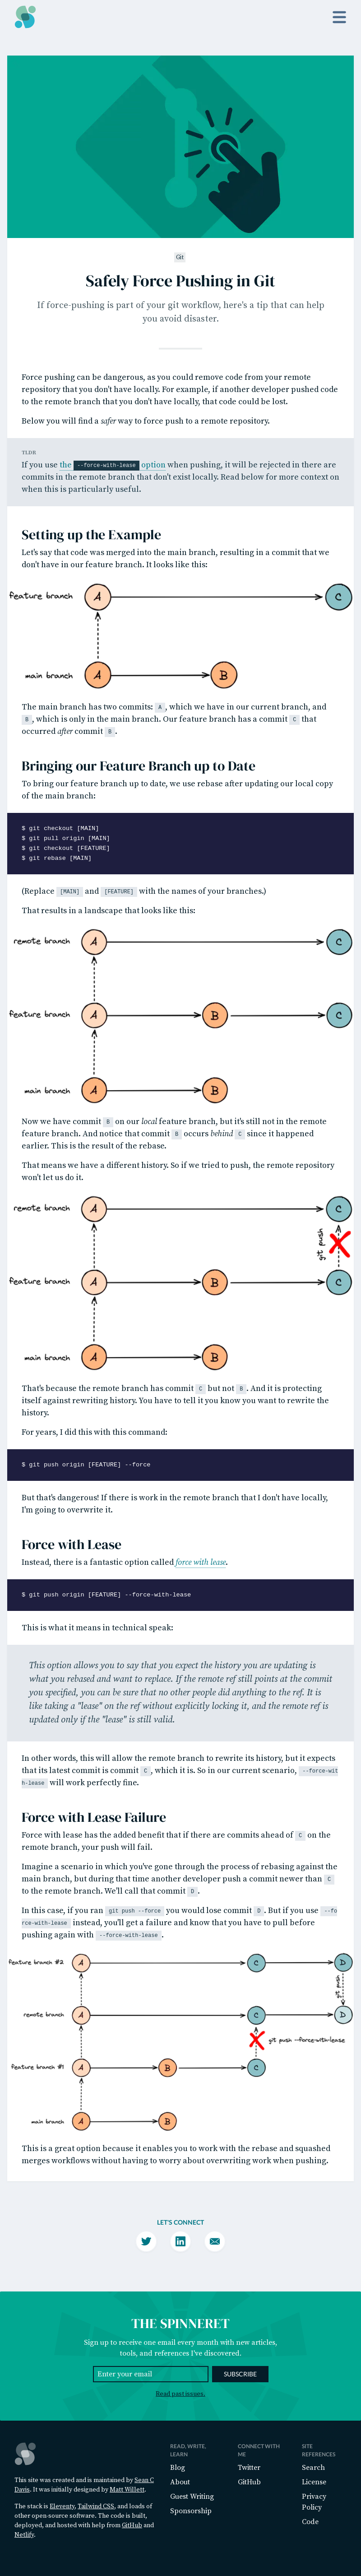 Git
Safely Force Pushing in Git
If force-pushing is part of your git workflow, here's a tip that can help
you avoid disaster.
Force pushing can be dangerous, as you could remove code from your remote
repository that you don't have locally. For example, if another developer pushed code
to the remote branch that you don't have locally, that code could be lost.
Below you will find a safer way to force push to a remote repository.
TLDR
If you use the --force-with-lease option when pushing, it will be rejected in there are
commits in the remote branch that don't exist locally. Read below for more context on
when this is particularly useful.
Setting up the Example
Let's say that code was merged into the main branch, resulting in a commit that we
don't have in our feature branch. It looks like this:
feature branch A C
main branch A B
The main branch has two commits: A, which we have in our current branch, and
B, which is only in the main branch. Our feature branch has a commit C that
occurred after commit B.
Bringing our Feature Branch up to Date
To bring our feature branch up to date, we use rebase after updating our local copy
of the main branch:
$ git checkout [MAIN]
$ git pull origin [MAIN]
$ git checkout [FEATURE]
$ git rebase [MAIN]
(Replace [MAIN] and [FEATURE] with the names of your branches.)
That results in a landscape that looks like this:
remote branch A C
feature branch A B C
main branch A B
Now we have commit B on our local feature branch, but it's still not in the remote
feature branch. And notice that commit B occurs behind C since it happened
earlier. This is the result of the rebase.
That means we have a different history. So if we tried to push, the remote repository
won't let us do it.
remote branch A C
git push
feature branch A B C
main branch A B
That's because the remote branch has commit C but not B. And it is protecting
itself against rewriting history. You have to tell it you know you want to rewrite the
history.
For years, I did this with this command:
$ git push origin [FEATURE] --force
But that's dangerous! If there is work in the remote branch that I don't have locally,
I'm going to overwrite it.
Force with Lease
Instead, there is a fantastic option called force with lease.
$ git push origin [FEATURE] --force-with-lease
This is what it means in technical speak:
This option allows you to say that you expect the history you are updating is
what you rebased and want to replace. If the remote ref still points at the commit
you specified, you can be sure that no other people did anything to the ref. It is
like taking a "lease" on the ref without explicitly locking it, and the remote ref is
updated only if the "lease" is still valid.
In other words, this will allow the remote branch to rewrite its history, but it expects
that its latest commit is commit C, which it is. So in our current scenario, --force-wit
h-lease will work perfectly fine.
Force with Lease Failure
Force with lease has the added benefit that if there are commits ahead of C on the
remote branch, your push will fail.
Imagine a scenario in which you've gone through the process of rebasing against the
main branch, but during that time another developer push a commit newer than C
to the remote branch. We'll call that commit D.
In this case, if you ran git push --force you would lose commit D. But if you use --fo
rce-with-lease instead, you'll get a failure and know that you need to pull before
pushing again with --force-with-lease.
feature branch #2 A C D
git push
remote branch A C D
git push --force-with-lease
feature branch #1 A B C
main branch A B
This is a great option because it enables you to work with the rebase and squashed
merges workflows without having to worry about overwriting work when pushing.
LET'S CONNECT
THE SPINNERET
Sign up to receive one email every month with new articles,
tools, and references I've discovered.
Enter your email
SUBSCRIBE
Read past issues.
This site was created and is maintained by Sean C
Davis. It was initially designed by Matt Willett.
The stack is Eleventy, Tailwind CSS, and loads of
other open-source software. The code is built,
deployed, and hosted with help from GitHub and
Netlify.
READ, WRITE,
LEARN
Blog
About
Guest Writing
Sponsorship
CONNECT WITH
ME
Twitter
GitHub
SITE
REFERENCES
Search
License
Privacy
Policy
Code